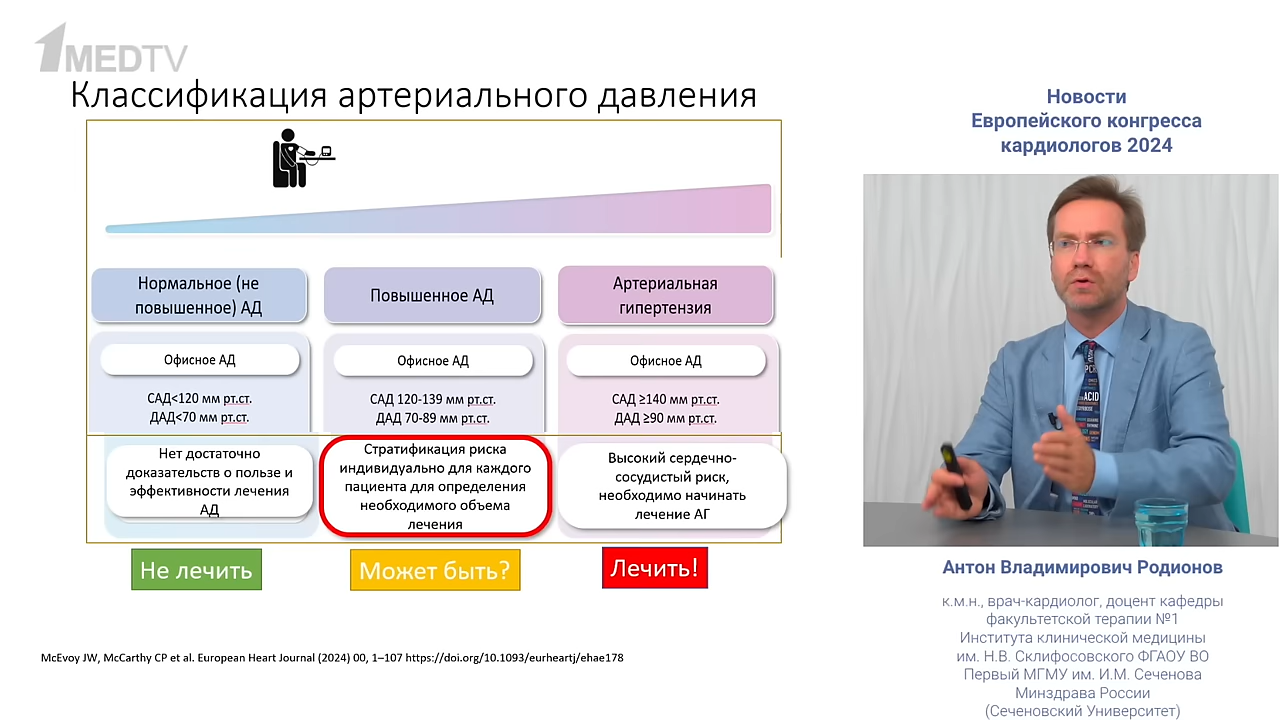 1MEDTV
Классификация артериального давления
Нормальное (не
повышенное) АД
Повышенное АД
Артериальная
гипертензия
Офисное АД
Офисное АД
Офисное АД
САД<120 мм рт.ст.
ДАД<70 мм рт.ст.
САД 120-139 мм рт.ст.
ДАД 70-89 мм рт.ст.
САД ≥140 мм рт.ст.
ДАД ≥90 мм рт.ст.
Нет достаточно
доказательств о пользе и
эффективности лечения
АД
Стратификация риска
индивидуально для каждого
пациента для определения
необходимого объема
лечения
Высокий сердечно-
сосудистый риск,
необходимо начинать
лечение АГ
Не лечить
Может быть?
Лечить!
McEvoy JW, McCarthy CP et al. European Heart Journal (2024) 00, 1–107 https://doi.org/10.1093/eurheartj/ehae178
Новости
Европейского конгресса
кардиологов 2024
ACID
Антон Владимирович Родионов
к.м.н., врач-кардиолог, доцент кафедры
факультетской терапии №1
Института клинической медицины
им. Н.В. Склифосовского ФГАОУ ВО
Первый МГМУ им. И.М. Сеченова
Минздрава России
(Сеченовский Университет)